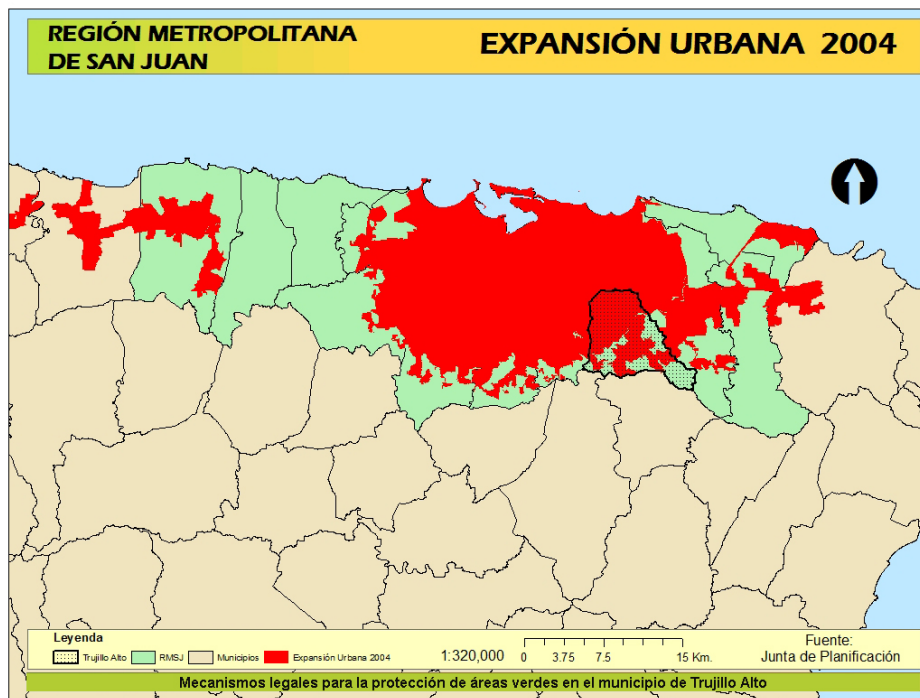 REGIÓN METROPOLITANA
DE SAN JUAN
EXPANSIÓN URBANA 2004
Leyenda
Trujillo Alto
RMSJ
Municipios
Expansión Urbana 2004
1:320,000
0 3.75 7.5 15 Km.
Fuente:
Junta de Planificación
Mecanismos legales para la protección de áreas verdes en el municipio de Trujillo Alto